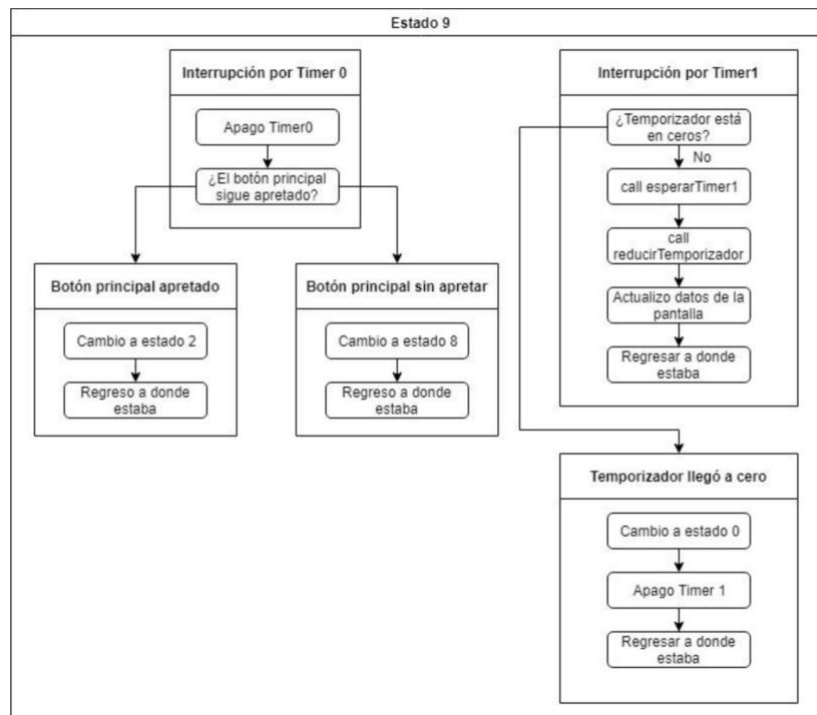 Estado 9
Interrupción por Timer 0
Apago Timer0
¿El botón principal
sigue apretado?
Botón principal apretado
Cambio a estado 2
Regreso a donde
estaba
Botón principal sin apretar
Cambio a estado 8
Regreso a donde
estaba
Interrupción por Timer1
¿Temporizador está
en ceros?
No
call esperarTimer1
call
reducirTemporizador
Actualizo datos de la
pantalla
Regresar a donde
estaba
Temporizador llegó a cero
Cambio a estado 0
Apago Timer 1
Regresar a donde
estaba